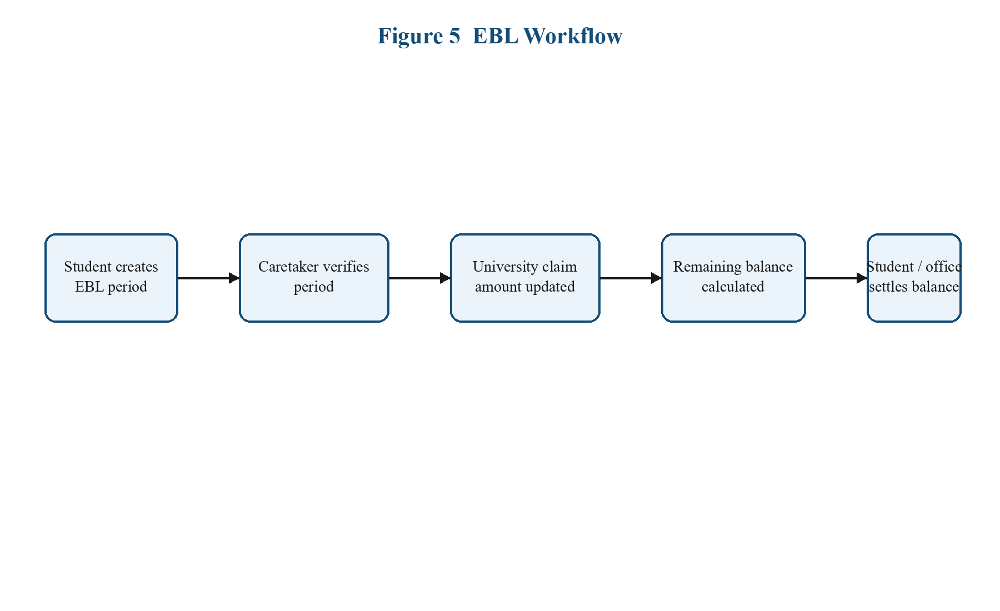 Figure 5  EBL Workflow
Student creates
EBL period
Caretaker verifies
period
University claim
amount updated
Remaining balance
calculated
Student / office
settles balance